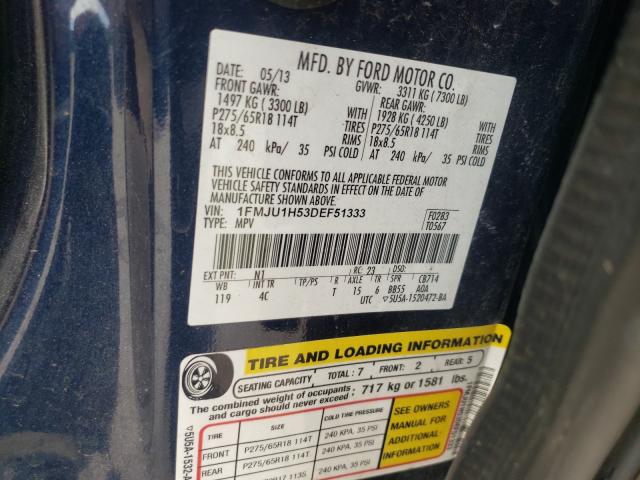 MFD. BY FORD MOTOR CO.
DATE: 05/13 GVWR: 3311 KG (7300 LB)
FRONT GAWR: REAR GAWR:
1497 KG (3300 LB) 1928 KG (4250 LB)
P275/65R18 114T TIRES P275/65R18 114T TIRES
18x8.5 RIMS 18x8.5 RIMS
AT 240 kPa/ 35 PSI COLD AT 240 kPa/ 35 PSI COLD
THIS VEHICLE CONFORMS TO ALL APPLICABLE FEDERAL MOTOR
VEHICLE SAFETY STANDARDS IN EFFECT ON THE DATE OF
MANUFACTURE SHOWN ABOVE.
VIN: 1FMJU1H53DEF51333 F0283
TYPE: MPV T0567
EXT PNT: N1 RC: 23 DSO:
WB INT TR TP/PS R AXLE TR SPR C8714
119 4C T 15 6 BB55 AOA
UTC ▽5U5A-1520472-BA
TIRE AND LOADING INFORMATION
SEATING CAPACITY TOTAL: 7 FRONT: 2 REAR: 5
The combined weight of occupants and cargo should never exceed: 717 kg or 1581 lbs.
TIRE SIZE COLD TIRE PRESSURE
FRONT P275/65R18 114T 240 KPA, 35 PSI
REAR P275/65R18 114T 240 KPA, 35 PSI
SEE OWNERS
MANUAL FOR
ADDITIONAL
INFORMATION